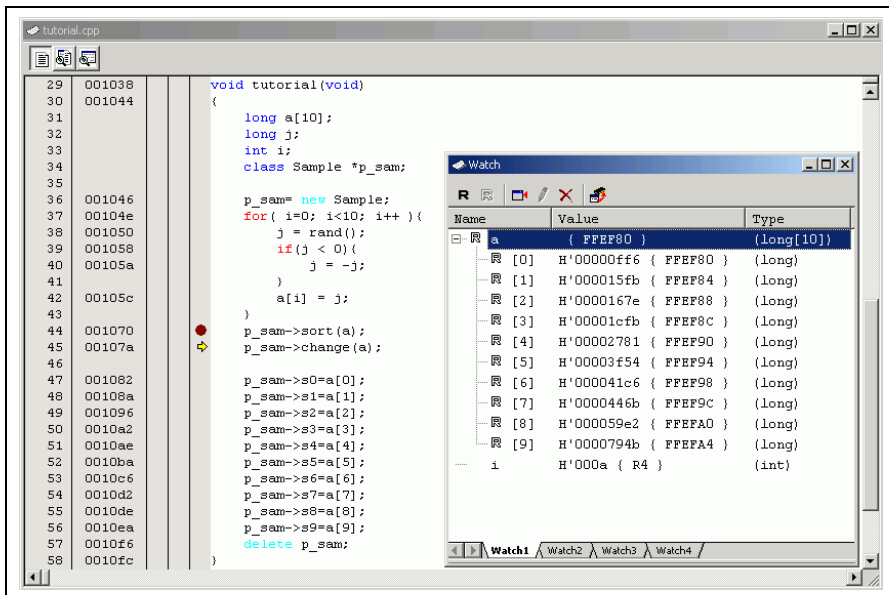 tutorial.cpp
29 001038 void tutorial(void)
30 001044 {
31 long a[10];
32 long j;
33 int i;
34 class Sample *p_sam;
35
36 001046 p_sam= new Sample;
37 00104e for( i=0; i<10; i++ ){
38 001050 j = rand();
39 001058 if(j < 0){
40 00105a j = -j;
41 }
42 00105c a[i] = j;
43 }
44 001070 p_sam->sort(a);
45 00107a p_sam->change(a);
46
47 001082 p_sam->s0=a[0];
48 00108a p_sam->s1=a[1];
49 001096 p_sam->s2=a[2];
50 0010a2 p_sam->s3=a[3];
51 0010ae p_sam->s4=a[4];
52 0010ba p_sam->s5=a[5];
53 0010c6 p_sam->s6=a[6];
54 0010d2 p_sam->s7=a[7];
55 0010de p_sam->s8=a[8];
56 0010ea p_sam->s9=a[9];
57 0010f6 delete p_sam;
58 0010fc }
Watch
R R
Name Value Type
R a { FFEF80 } (long[10])
R [0] H'00000ff6 { FFEF80 } (long)
R [1] H'000015fb { FFEF84 } (long)
R [2] H'0000167e { FFEF88 } (long)
R [3] H'00001cfb { FFEF8C } (long)
R [4] H'00002781 { FFEF90 } (long)
R [5] H'00003f54 { FFEF94 } (long)
R [6] H'000041c6 { FFEF98 } (long)
R [7] H'0000446b { FFEF9C } (long)
R [8] H'000059e2 { FFEFA0 } (long)
R [9] H'0000794b { FFEFA4 } (long)
i H'000a { R4 } (int)
Watch1 Watch2 Watch3 Watch4